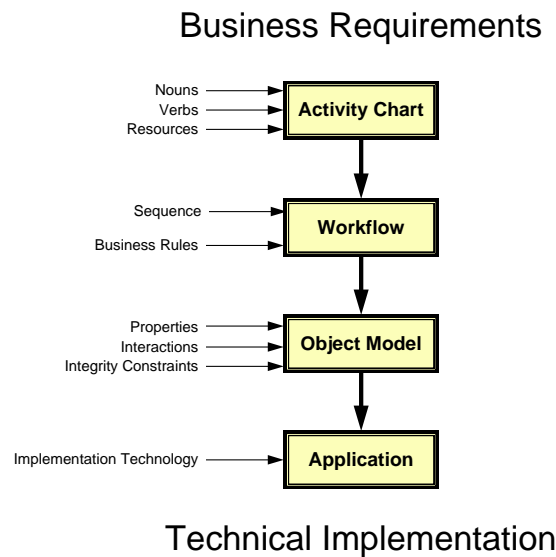 Business Requirements
Nouns
Verbs
Resources
Activity Chart
Sequence
Business Rules
Workflow
Properties
Interactions
Integrity Constraints
Object Model
Implementation Technology
Application
Technical Implementation